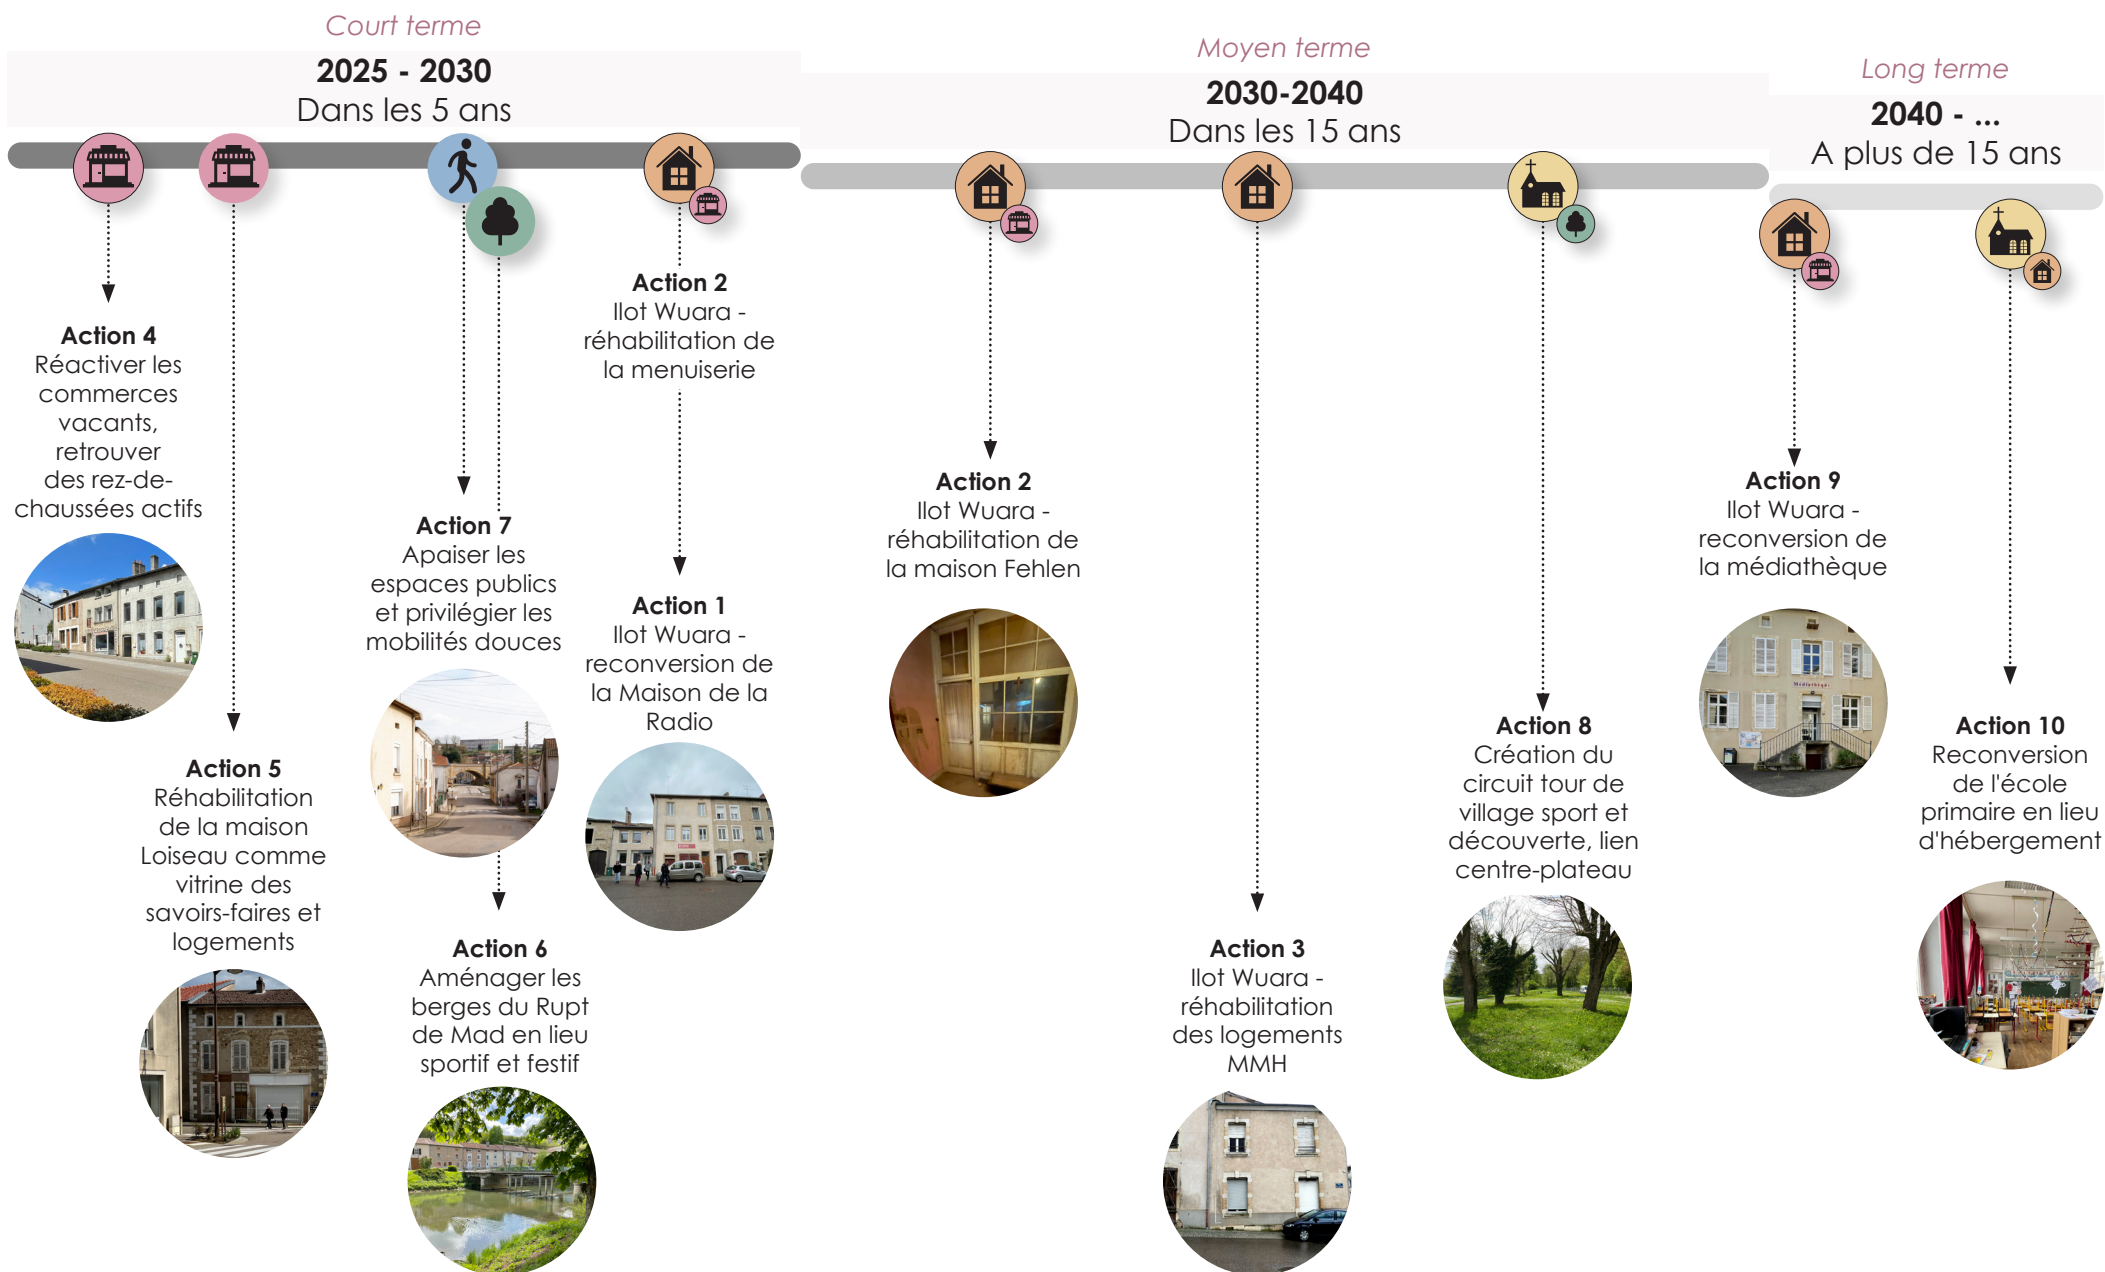 Court terme
2025 - 2030
Dans les 5 ans
Moyen terme
2030-2040
Dans les 15 ans
Long terme
2040 - ...
A plus de 15 ans
Action 4
Réactiver les
commerces
vacants,
retrouver
des rez-de-
chaussées actifs
Action 5
Réhabilitation
de la maison
Loiseau comme
vitrine des
savoirs-faires et
logements
Action 7
Apaiser les
espaces publics
et privilégier les
mobilités douces
Action 6
Aménager les
berges du Rupt
de Mad en lieu
sportif et festif
Action 2
Ilot Wuara -
réhabilitation de
la menuiserie
Action 1
Ilot Wuara -
reconversion de
la Maison de la
Radio
Action 2
Ilot Wuara -
réhabilitation de
la maison Fehlen
Action 3
Ilot Wuara -
réhabilitation
des logements
MMH
Action 8
Création du
circuit tour de
village sport et
découverte, lien
centre-plateau
Action 9
Ilot Wuara -
reconversion de
la médiathèque
Médiathèque
Action 10
Reconversion
de l'école
primaire en lieu
d'hébergement